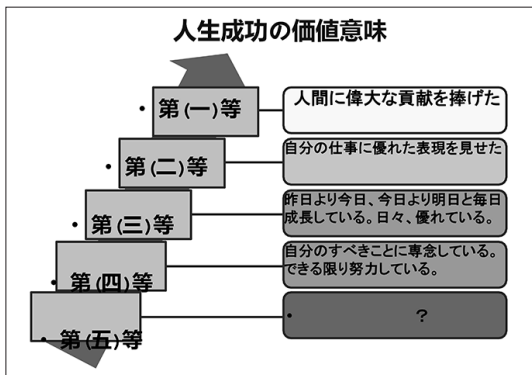 人生成功の価値意味
・ 第(一)等
人間に偉大な貢献を捧げた
・ 第(二)等
自分の仕事に優れた表現を見せた
・ 第(三)等
昨日より今日、今日より明日と毎日
成長している。日々、優れている。
・ 第(四)等
自分のすべきことに専念している。
できる限り努力している。
・ 第(五)等
・ ?